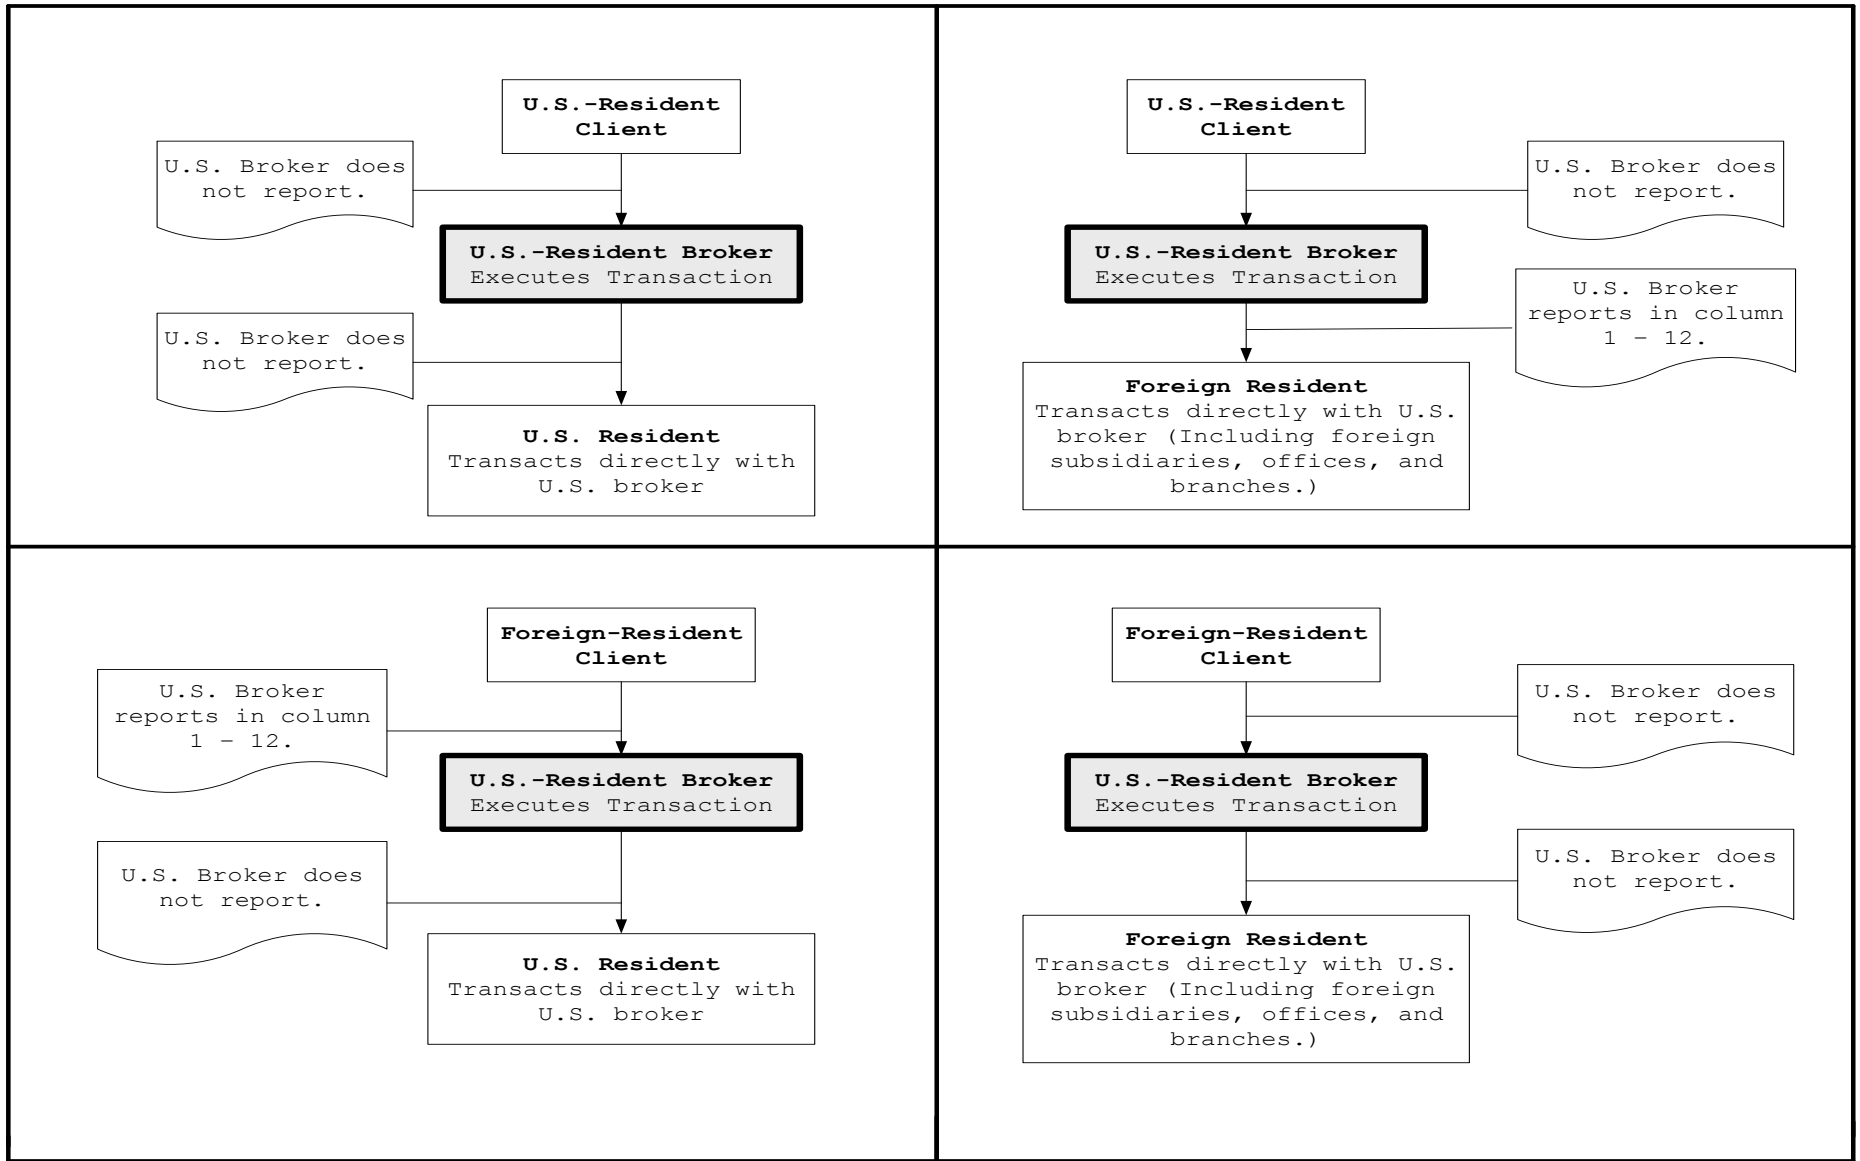 U.S.-Resident
Client
U.S. Broker does
not report.
U.S.-Resident Broker
Executes Transaction
U.S. Broker does
not report.
U.S. Resident
Transacts directly with
U.S. broker
U.S.-Resident
Client
U.S. Broker does
not report.
U.S.-Resident Broker
Executes Transaction
U.S. Broker
reports in column
1 – 12.
Foreign Resident
Transacts directly with U.S.
broker (Including foreign
subsidiaries, offices, and
branches.)
Foreign-Resident
Client
U.S. Broker
reports in column
1 – 12.
U.S.-Resident Broker
Executes Transaction
U.S. Broker does
not report.
U.S. Resident
Transacts directly with
U.S. broker
Foreign-Resident
Client
U.S. Broker does
not report.
U.S.-Resident Broker
Executes Transaction
U.S. Broker does
not report.
Foreign Resident
Transacts directly with U.S.
broker (Including foreign
subsidiaries, offices, and
branches.)